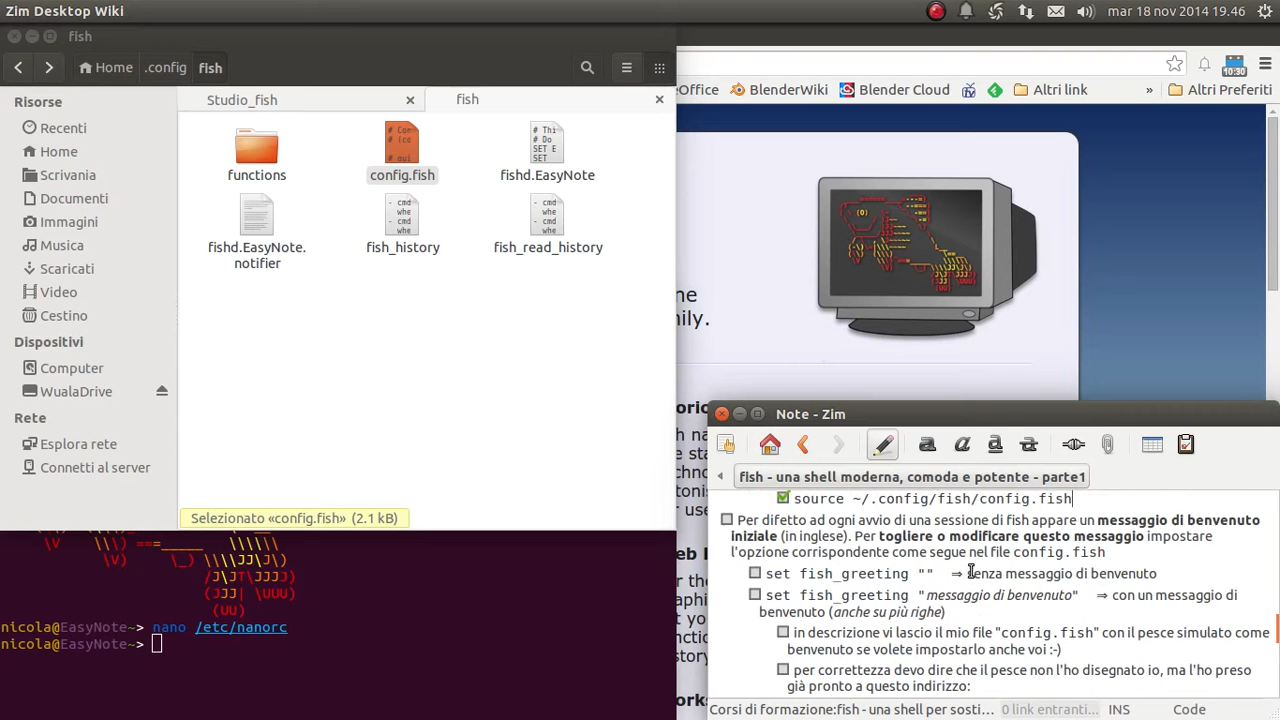 Zim Desktop Wiki
mar 18 nov 2014 19.46
fish
Home
.config
fish
Risorse
Recenti
Home
Scrivania
Documenti
Immagini
Musica
Scaricati
Video
Cestino
Dispositivi
Computer
WualaDrive
Rete
Esplora rete
Connetti al server
Studio_fish
fish
functions
config.fish
fishd.EasyNote
fishd.EasyNote.
notifier
fish_history
fish_read_history
Selezionato «config.fish» (2.1 kB)
eOffice
BlenderWiki
Blender Cloud
Altri link
»
Altri Preferiti
10:30
ne
mily.
nicola@EasyNote~> nano /etc/nanorc
nicola@EasyNote~>
Note - Zim
fish - una shell moderna, comoda e potente - parte1
source ~/.config/fish/config.fish
Per difetto ad ogni avvio di una sessione di fish appare un messaggio di benvenuto
iniziale (in inglese). Per togliere o modificare questo messaggio impostare
l'opzione corrispondente come segue nel file config.fish
set fish_greeting "" ⇒ senza messaggio di benvenuto
set fish_greeting "messaggio di benvenuto" ⇒ con un messaggio di
benvenuto (anche su più righe)
in descrizione vi lascio il mio file "config.fish" con il pesce simulato come
benvenuto se volete impostarlo anche voi :-)
per correttezza devo dire che il pesce non l'ho disegnato io, ma l'ho preso
già pronto a questo indirizzo:
Corsi di formazione:fish - una shell per sosti...
0 link entranti...
INS
Code